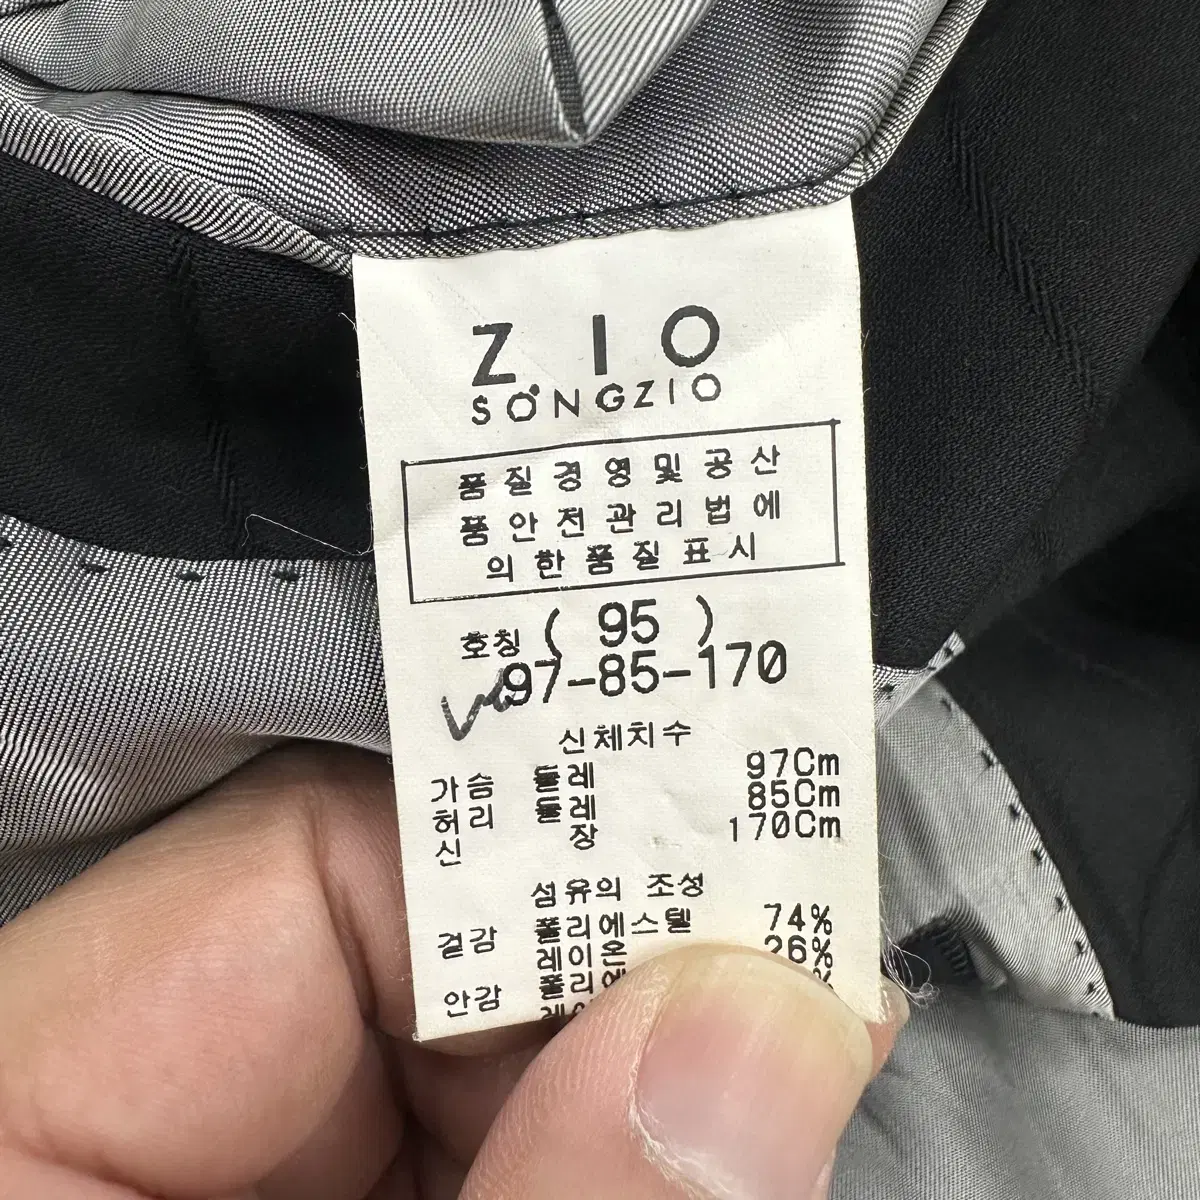 ZIO
SONGZIO
품질경영및공산
품안전관리법에
의한품질표시
호칭 ( 95 )
97-85-170
신체치수
가슴 둘레 97Cm
허리 둘레 85Cm
신 장 170Cm
섬유의 조성
겉감 폴리에스텔 74%
레이온 26%
안감 폴리에 %